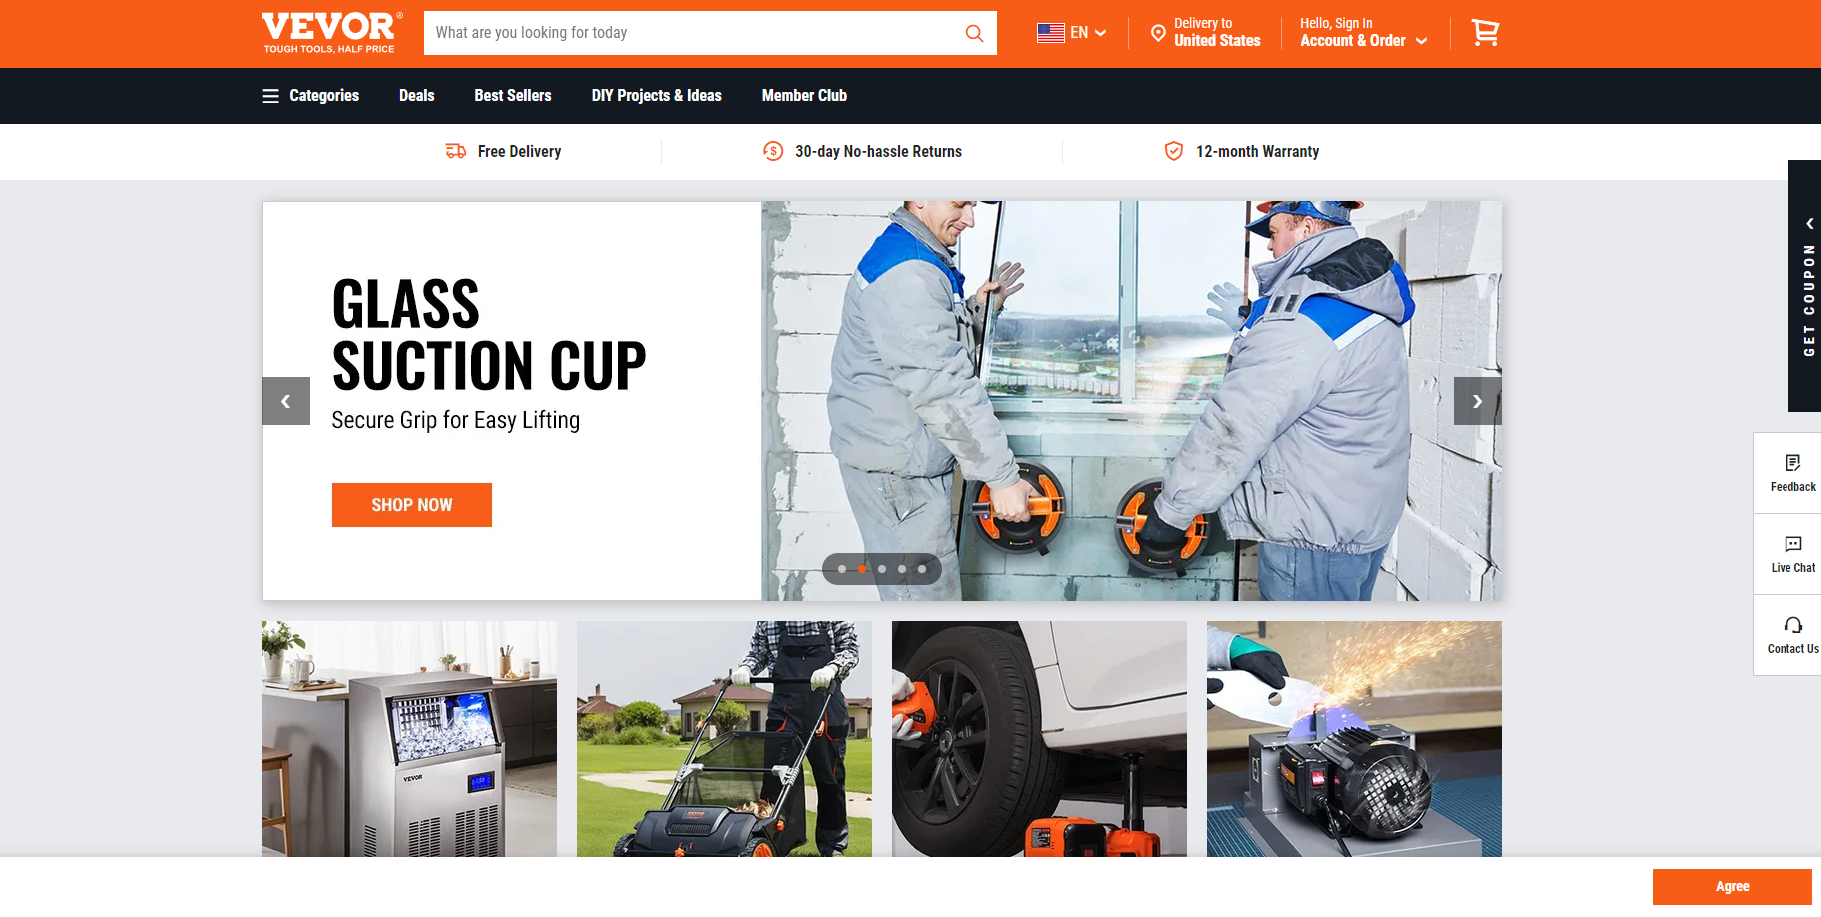 VEVOR®
TOUGH TOOLS, HALF PRICE
What are you looking for today
EN
Delivery to
United States
Hello, Sign In
Account & Order
Categories
Deals
Best Sellers
DIY Projects & Ideas
Member Club
Free Delivery
30-day No-hassle Returns
12-month Warranty
GET COUPON
GLASS
SUCTION CUP
Secure Grip for Easy Lifting
SHOP NOW
Feedback
Live Chat
Contact Us
VEVOR
VEVOR
Agree